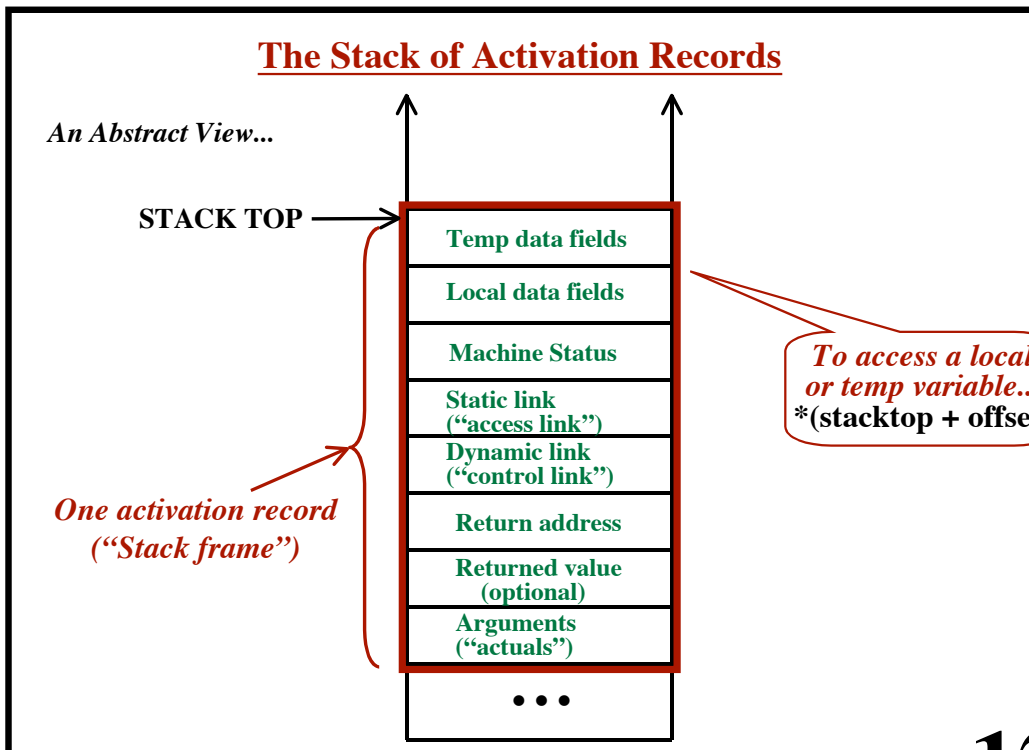 The Stack of Activation Records
An Abstract View...
STACK TOP
Temp data fields
Local data fields
Machine Status
Static link
(“access link”)
Dynamic link
(“control link”)
Return address
Returned value
(optional)
Arguments
(“actuals”)
To access a local
or temp variable..
*(stacktop + offse
One activation record
(“Stack frame”)
•••